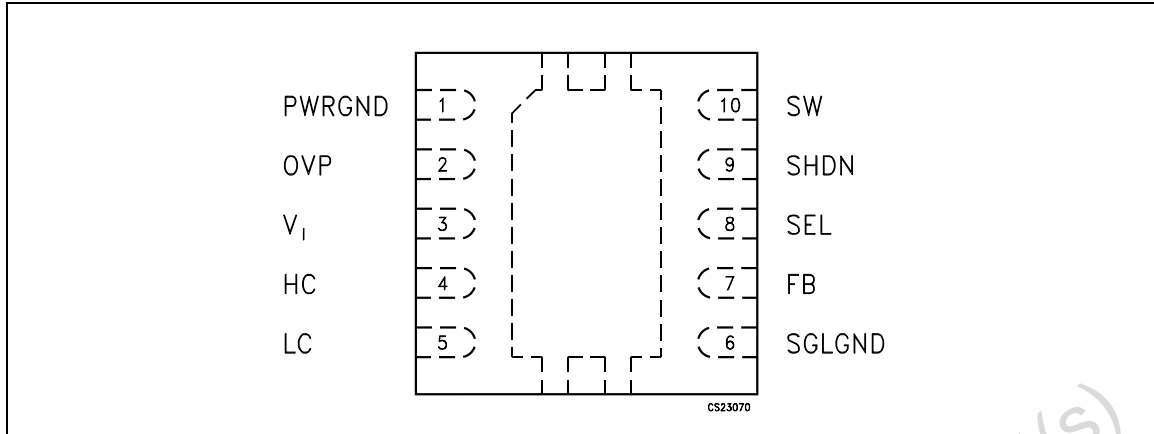 PWRGND 1 10 SW
OVP 2 9 SHDN
V_I 3 8 SEL
HC 4 7 FB
LC 5 6 SGLGND
CS23070
(s)